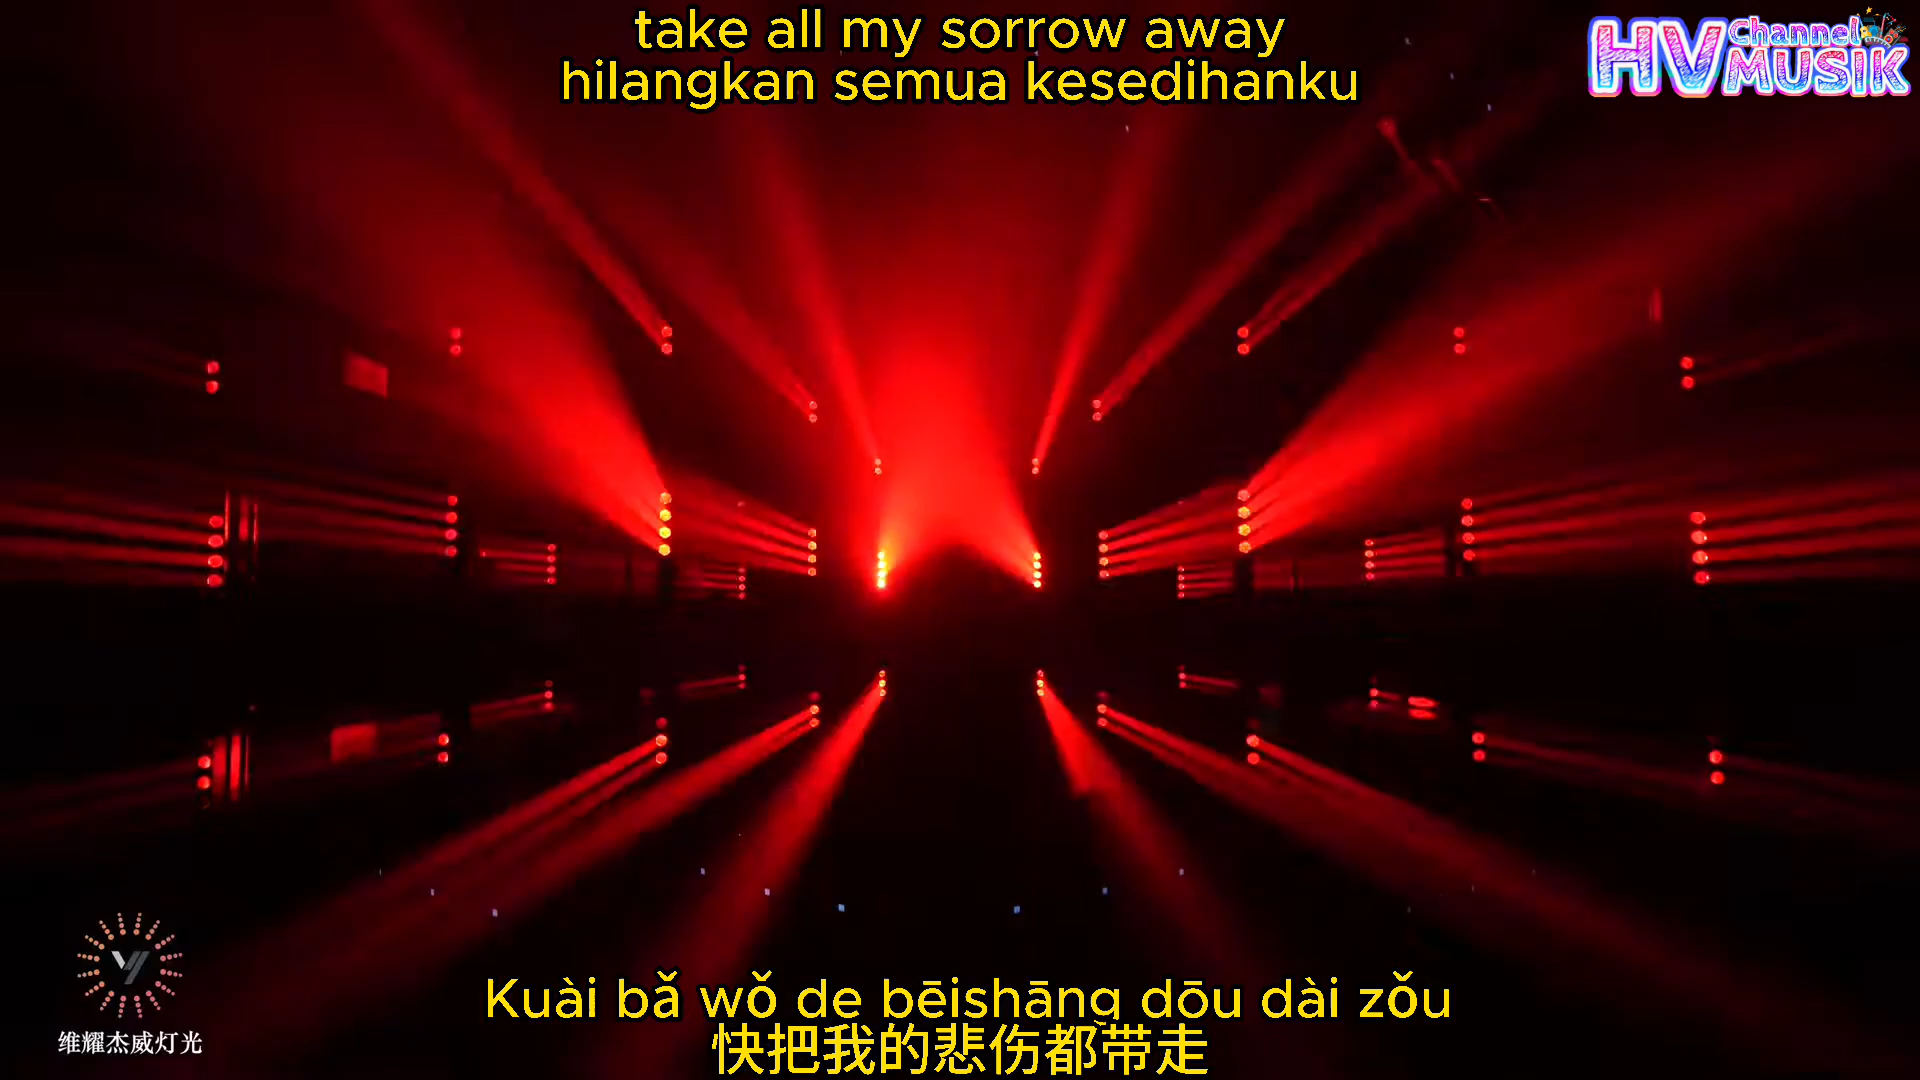 take all my sorrow away
hilangkan semua kesedihanku
HV Channel
MUSIK
Kuài bǎ wǒ de bēishāng dōu dài zǒu
快把我的悲伤都带走
维耀杰威灯光